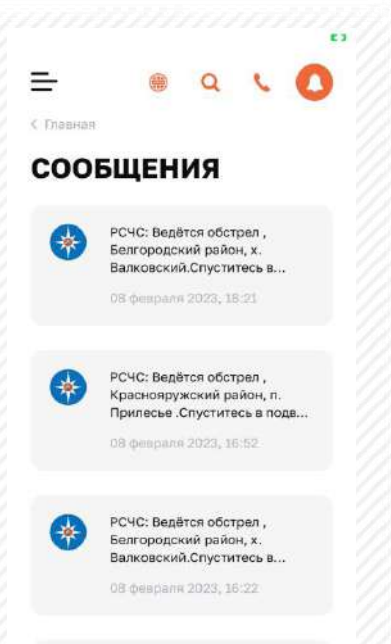 < Главная
СООБЩЕНИЯ
РСЧС: Ведётся обстрел ,
Белгородский район, х.
Валковский.Спуститесь в...
08 февраля 2023, 18:21
РСЧС: Ведётся обстрел ,
Краснояружский район, п.
Прилесье .Спуститесь в подв...
08 февраля 2023, 16:52
РСЧС: Ведётся обстрел ,
Белгородский район, х.
Валковский.Спуститесь в...
08 февраля 2023, 16:22